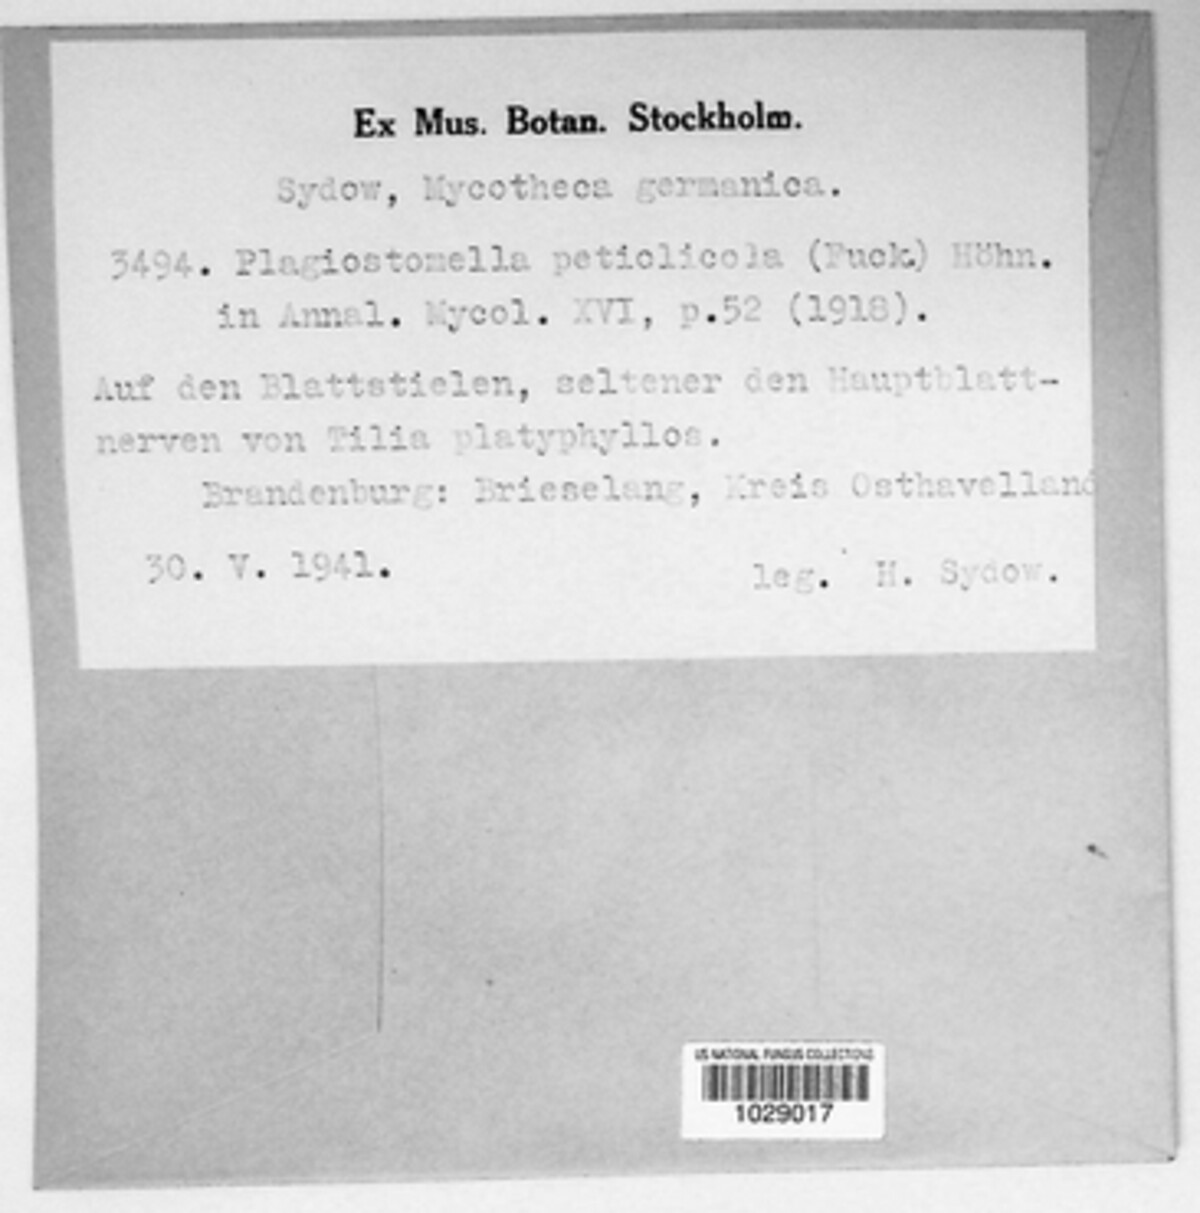 Ex Mus. Botan. Stockholm.
Sydow, Mycotheca germanica.
3494. Plagiostomella petiolicola (Fuck) Höhn.
in Annal. Mycol. XVI, p.52 (1918).
Auf den Blattstielen, seltener den Hauptblatt-
nerven von Tilia platyphyllos.
Brandenburg: Brieselang, Kreis Osthavelland
30. V. 1941.
leg. H. Sydow.
US NATIONAL FUNGUS COLLECTIONS
1029017